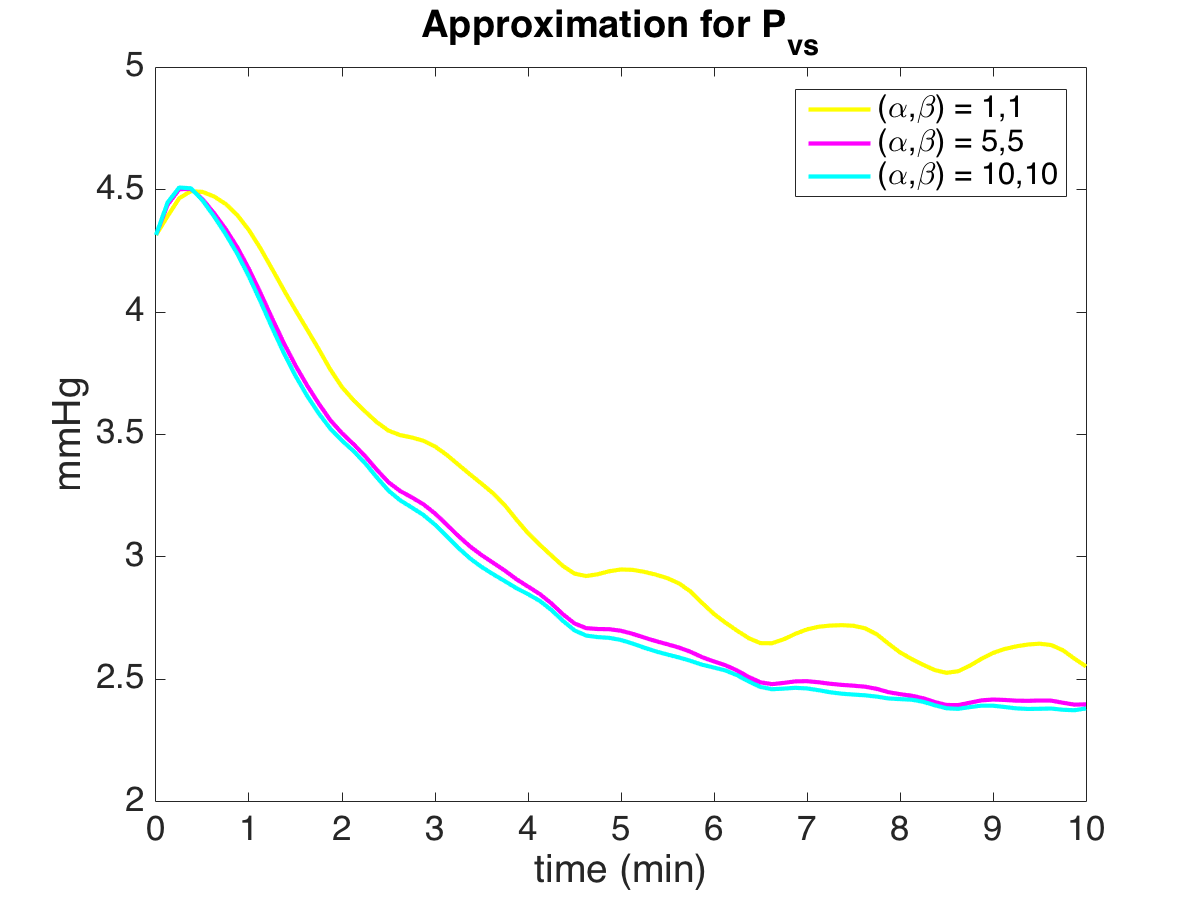 Approximation for P_vs
(α,β) = 1,1
(α,β) = 5,5
(α,β) = 10,10
5
4.5
4
3.5
3
2.5
2
mmHg
0 1 2 3 4 5 6 7 8 9 10
time (min)